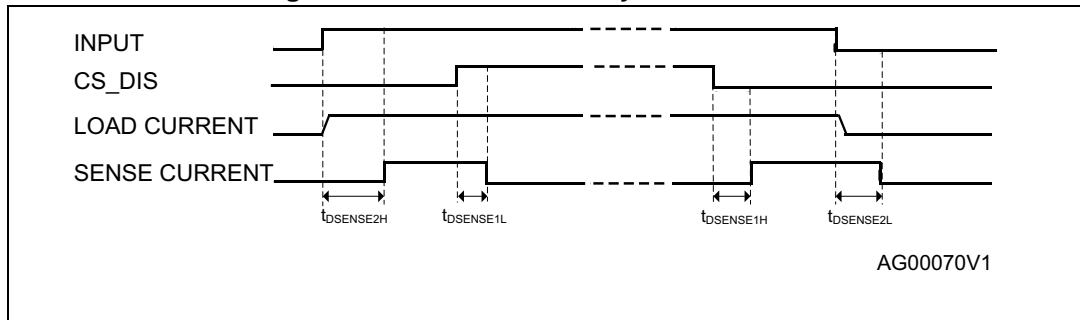 INPUT
CS_DIS
LOAD CURRENT
SENSE CURRENT
tDSENSE2H tDSENSE1L tDSENSE1H tDSENSE2L
AG00070V1